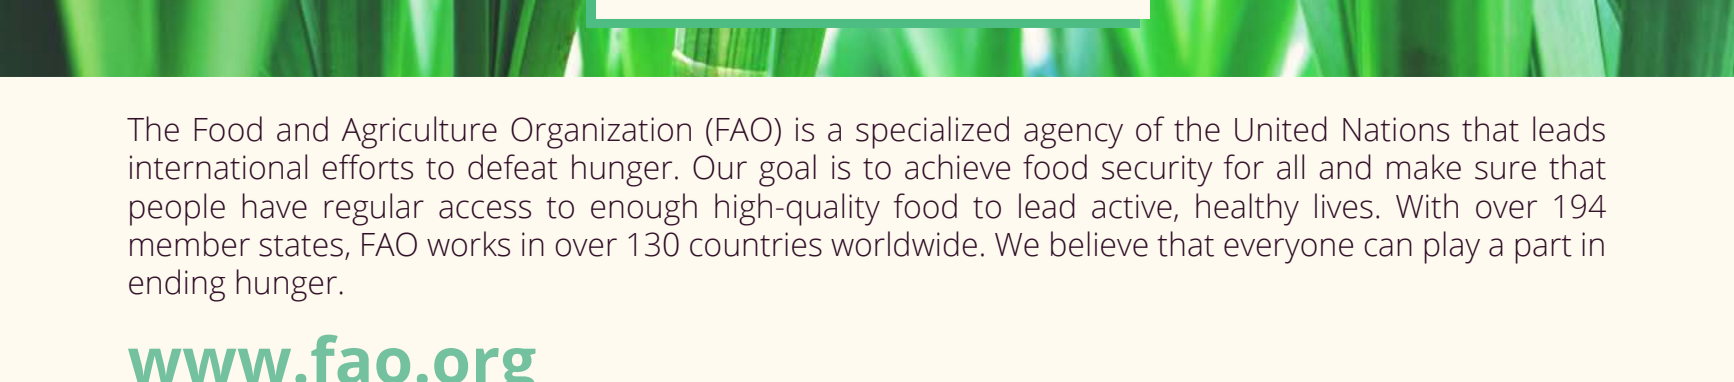 The Food and Agriculture Organization (FAO) is a specialized agency of the United Nations that leads
international efforts to defeat hunger. Our goal is to achieve food security for all and make sure that
people have regular access to enough high-quality food to lead active, healthy lives. With over 194
member states, FAO works in over 130 countries worldwide. We believe that everyone can play a part in
ending hunger.
www.fao.org